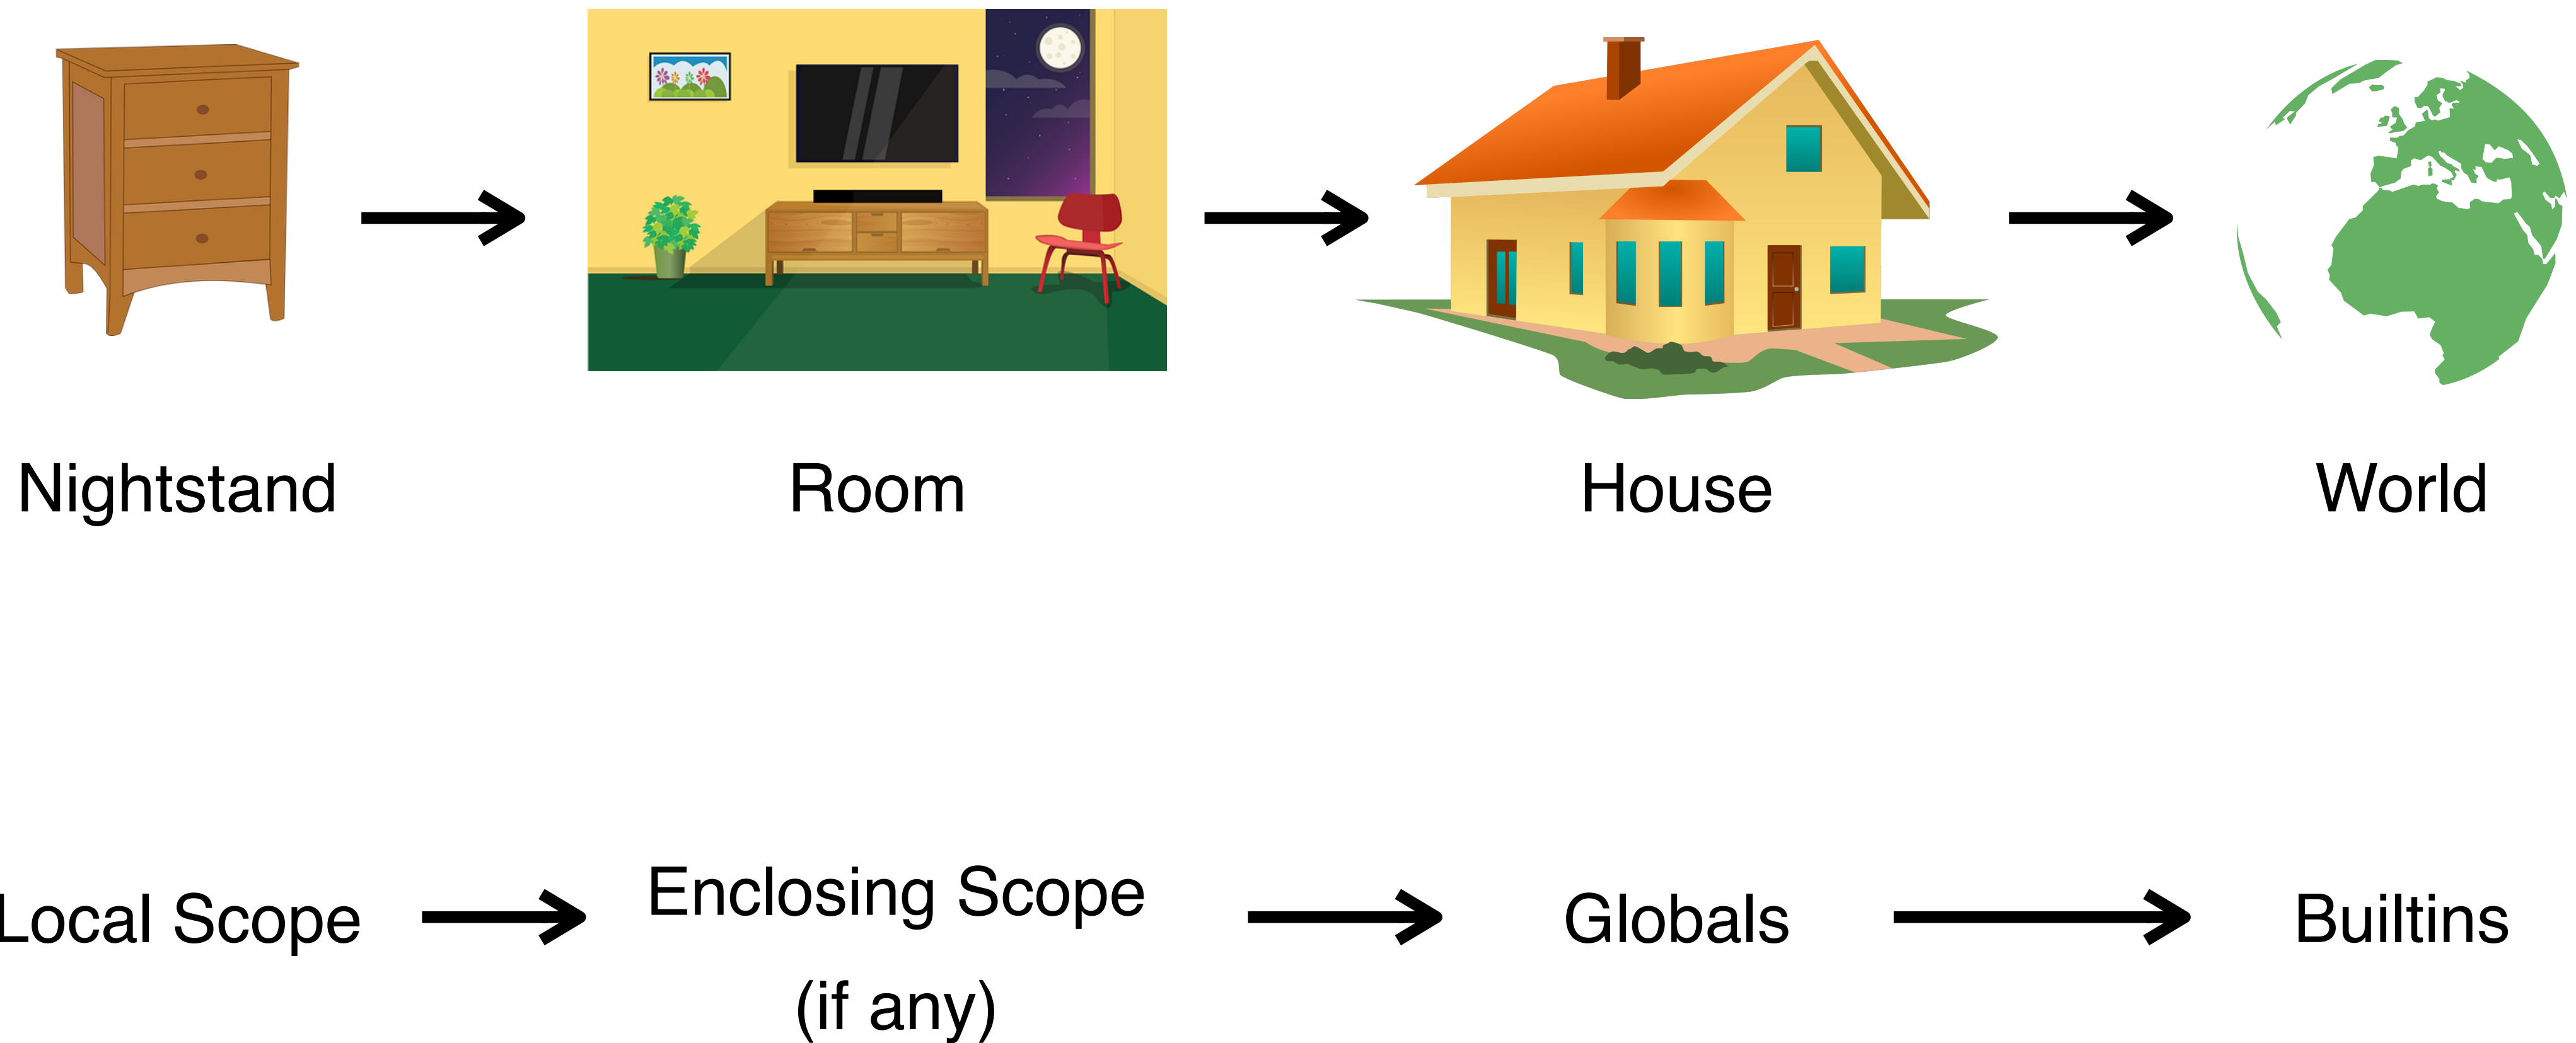 Nightstand
Room
House
World
Local Scope
Enclosing Scope
(if any)
Globals
Builtins